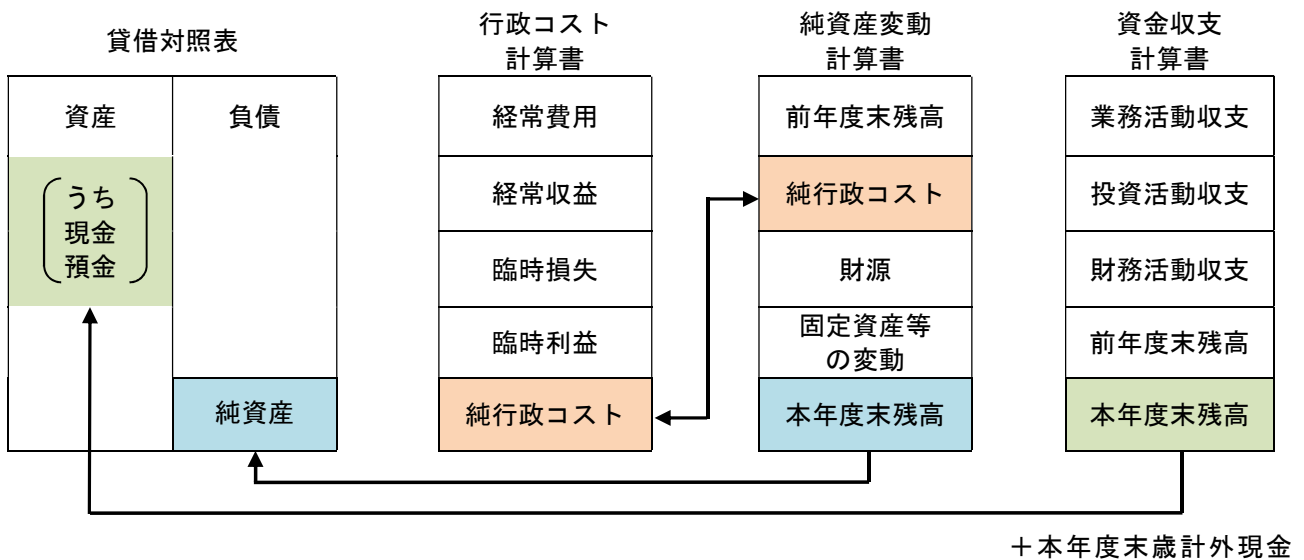 貸借対照表
資産
負債
うち
現金
預金
純資産
行政コスト
計算書
経常費用
経常収益
臨時損失
臨時利益
純行政コスト
純資産変動
計算書
前年度末残高
純行政コスト
財源
固定資産等
の変動
本年度末残高
資金収支
計算書
業務活動収支
投資活動収支
財務活動収支
前年度末残高
本年度末残高
＋本年度末歳計外現金